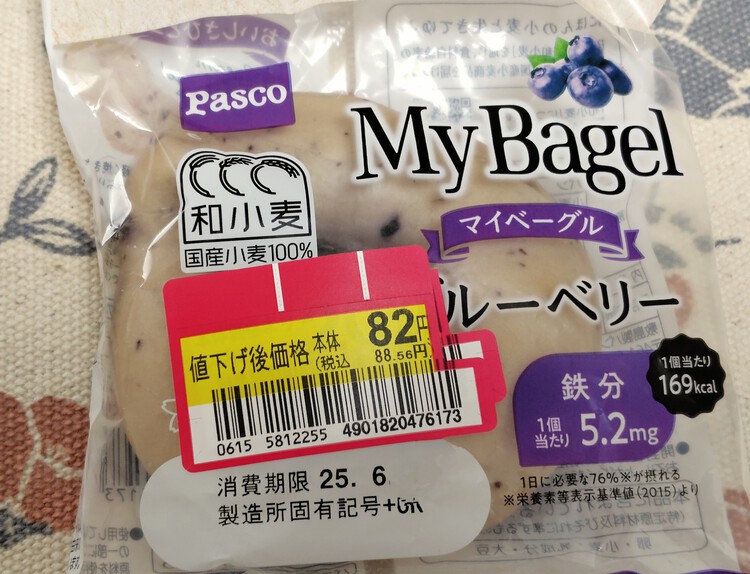 Pasco
My Bagel
マイベーグル
ルーベリー
和小麦
国産小麦100%
値下げ後価格 本体 82円
(税込 88.56円)
0615 5812255 4901820476173
鉄分
1個当たり 5.2mg
1個当たり
169kcal
1日に必要な76%※が摂れる
※栄養素等表示基準値(2015)より
消費期限 25. 6
製造所固有記号+